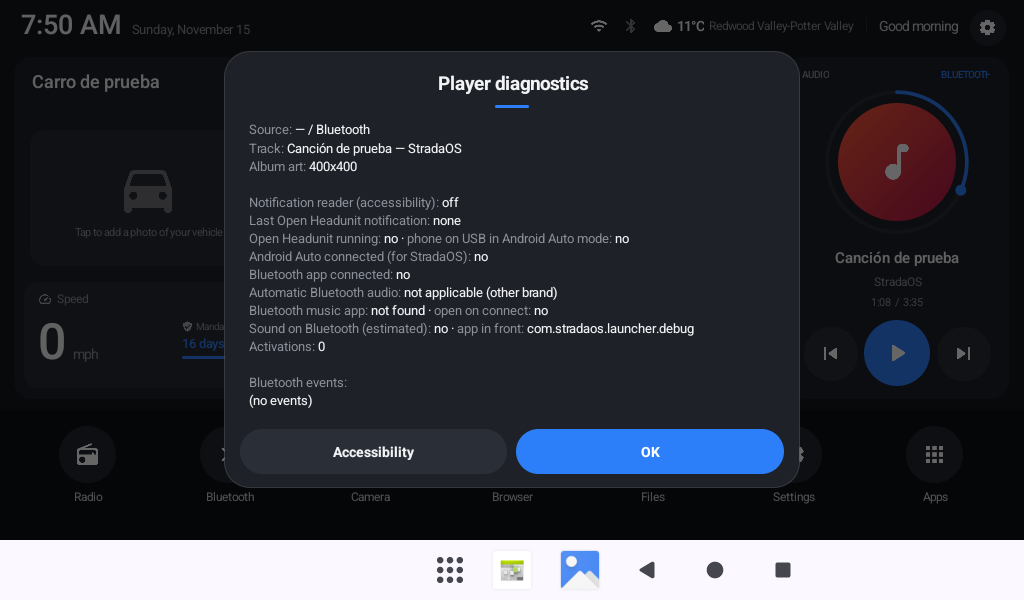 7:50 AM
Sunday, November 15
11°C
Redwood Valley-Potter Valley
Good morning
Carro de prueba
Tap to add a photo of your vehicle
Speed
0
mph
16 days
Player diagnostics
Source: — / Bluetooth
Track: Canción de prueba — StradaOS
Album art: 400x400
Notification reader (accessibility): off
Last Open Headunit notification: none
Open Headunit running: no · phone on USB in Android Auto mode: no
Android Auto connected (for StradaOS): no
Bluetooth app connected: no
Automatic Bluetooth audio: not applicable (other brand)
Bluetooth music app: not found · open on connect: no
Sound on Bluetooth (estimated): no · app in front: com.stradaos.launcher.debug
Activations: 0
Bluetooth events:
(no events)
Accessibility
OK
AUDIO
BLUETOOTH
Canción de prueba
StradaOS
1:08 / 3:35
Radio
Bluetooth
Camera
Browser
Files
Settings
Apps